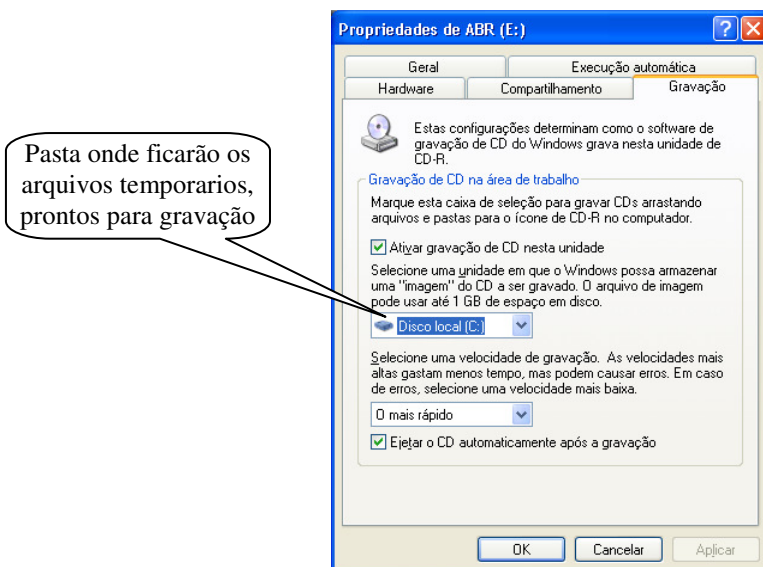 Propriedades de ABR (E:)
Geral
Execução automática
Hardware
Compartilhamento
Gravação
Estas configurações determinam como o software de
gravação de CD do Windows grava nesta unidade de
CD-R.
Pasta onde ficarão os
arquivos temporarios,
prontos para gravação
Gravação de CD na área de trabalho
Marque esta caixa de seleção para gravar CDs arrastando
arquivos e pastas para o ícone de CD-R no computador.
Ativar gravação de CD nesta unidade
Selecione uma unidade em que o Windows possa armazenar
uma "imagem" do CD a ser gravado. O arquivo de imagem
pode usar até 1 GB de espaço em disco.
Disco local (C:)
Selecione uma velocidade de gravação. As velocidades mais
altas gastam menos tempo, mas podem causar erros. Em caso
de erros, selecione uma velocidade mais baixa.
O mais rápido
Ejetar o CD automaticamente após a gravação
OK
Cancelar
Aplicar